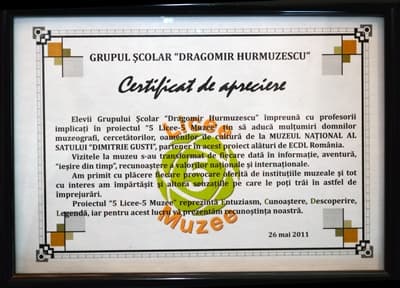 GRUPUL ŞCOLAR "DRAGOMIR HURMUZESCU"
Certificat de apreciere
Elevii Grupului Şcolar "Dragomir Hurmuzescu" împreună cu profesorii
implicaţi în proiectul "5 Licee-5 Muzee" ţin să aducă mulţumiri domnilor
muzeografi, cercetătorilor, oamenilor de cultură de la MUZEUL NAŢIONAL AL
SATULUI "DIMITRIE GUSTI", partener în acest proiect alături de ECDL România.
Vizitele la muzeu s-au transformat de fiecare dată în informaţie, aventură,
"ieşire din timp", recunoaştere a valorilor naţionale şi internaţionale.
Am primit cu plăcere fiecare provocare oferită de instituţiile muzeale şi tot
cu interes am împărtăşit altora senzaţiile pe care le poţi trăi în astfel de
împrejurări.
Proiectul "5 Licee-5 Muzee" reprezintă Entuziasm, Cunoaştere, Descoperire,
Legendă, iar pentru acest lucru vă prezentăm recunoştinţa noastră.
26 mai 2011
Licee
5
Muzee